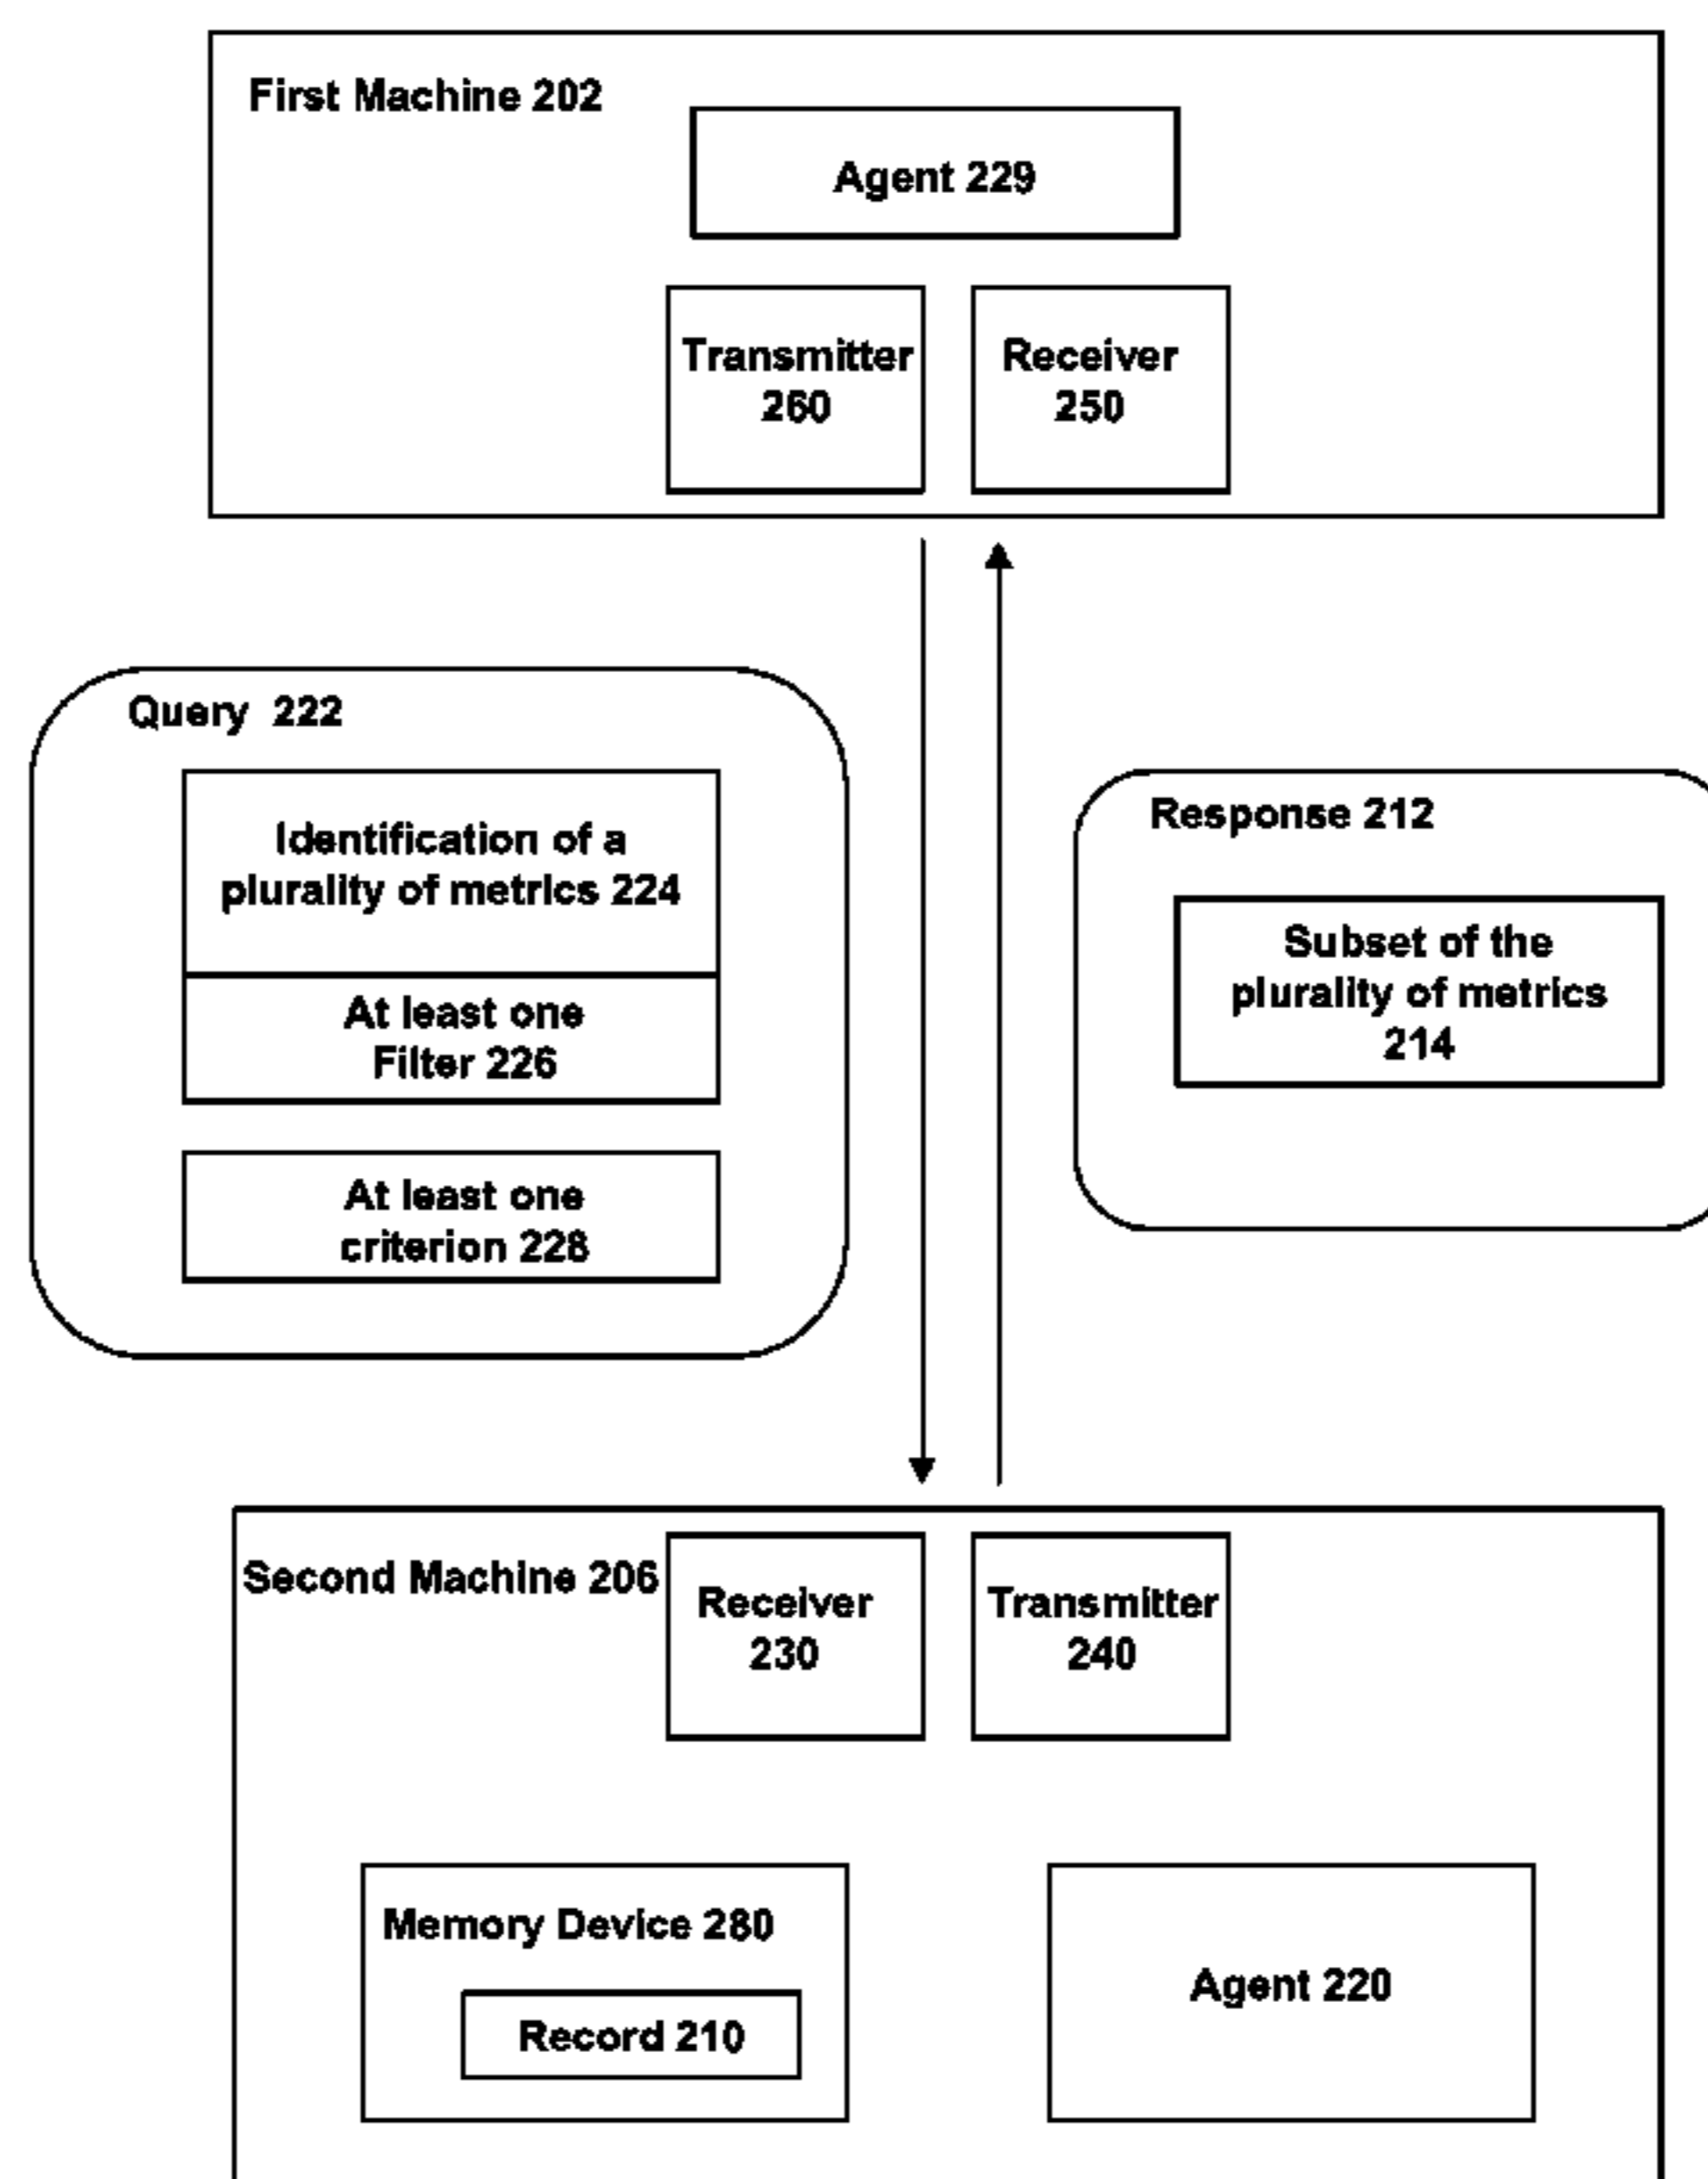 First Machine 202
Agent 229
Transmitter
260
Receiver
250
Query 222
Identification of a
plurality of metrics 224
At least one
Filter 226
At least one
criterion 228
Response 212
Subset of the
plurality of metrics
214
Second Machine 206
Receiver
230
Transmitter
240
Memory Device 280
Record 210
Agent 220